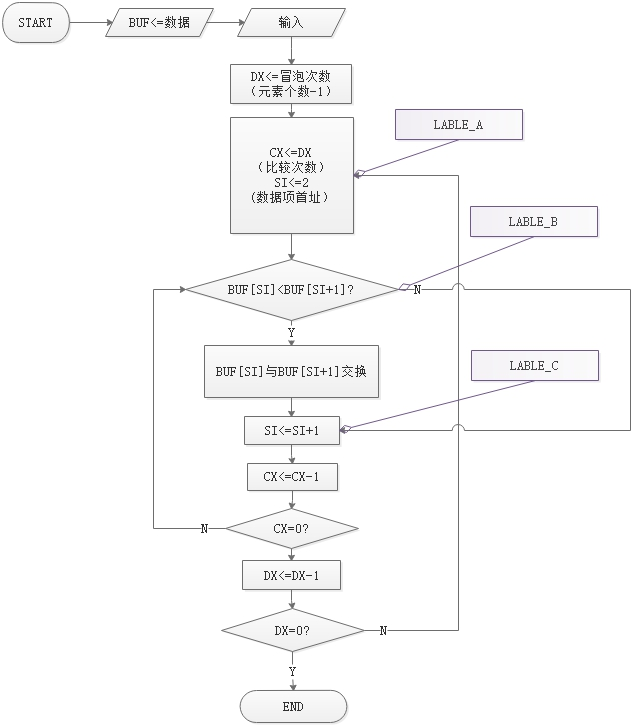 START
BUF<=数据
输入
DX<=冒泡次数
（元素个数-1）
LABLE_A
CX<=DX
（比较次数）
SI<=2
(数据项首址）
LABLE_B
BUF[SI]<BUF[SI+1]?
N
Y
BUF[SI]与BUF[SI+1]交换
LABLE_C
SI<=SI+1
CX<=CX-1
CX=0?
N
DX<=DX-1
DX=0?
N
Y
END